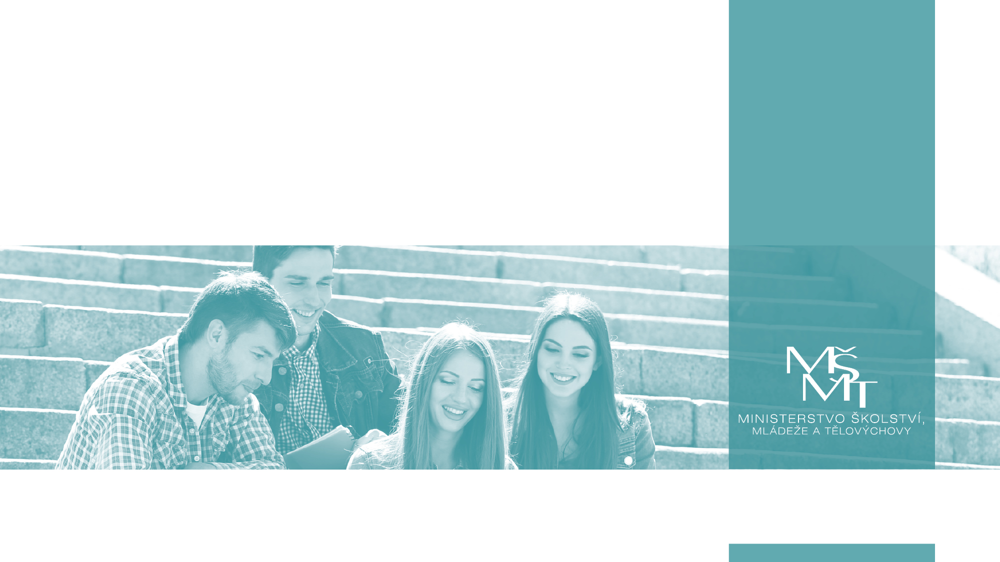 MŠMT
MINISTERSTVO ŠKOLSTVÍ,
MLÁDEŽE A TĚLOVÝCHOVY